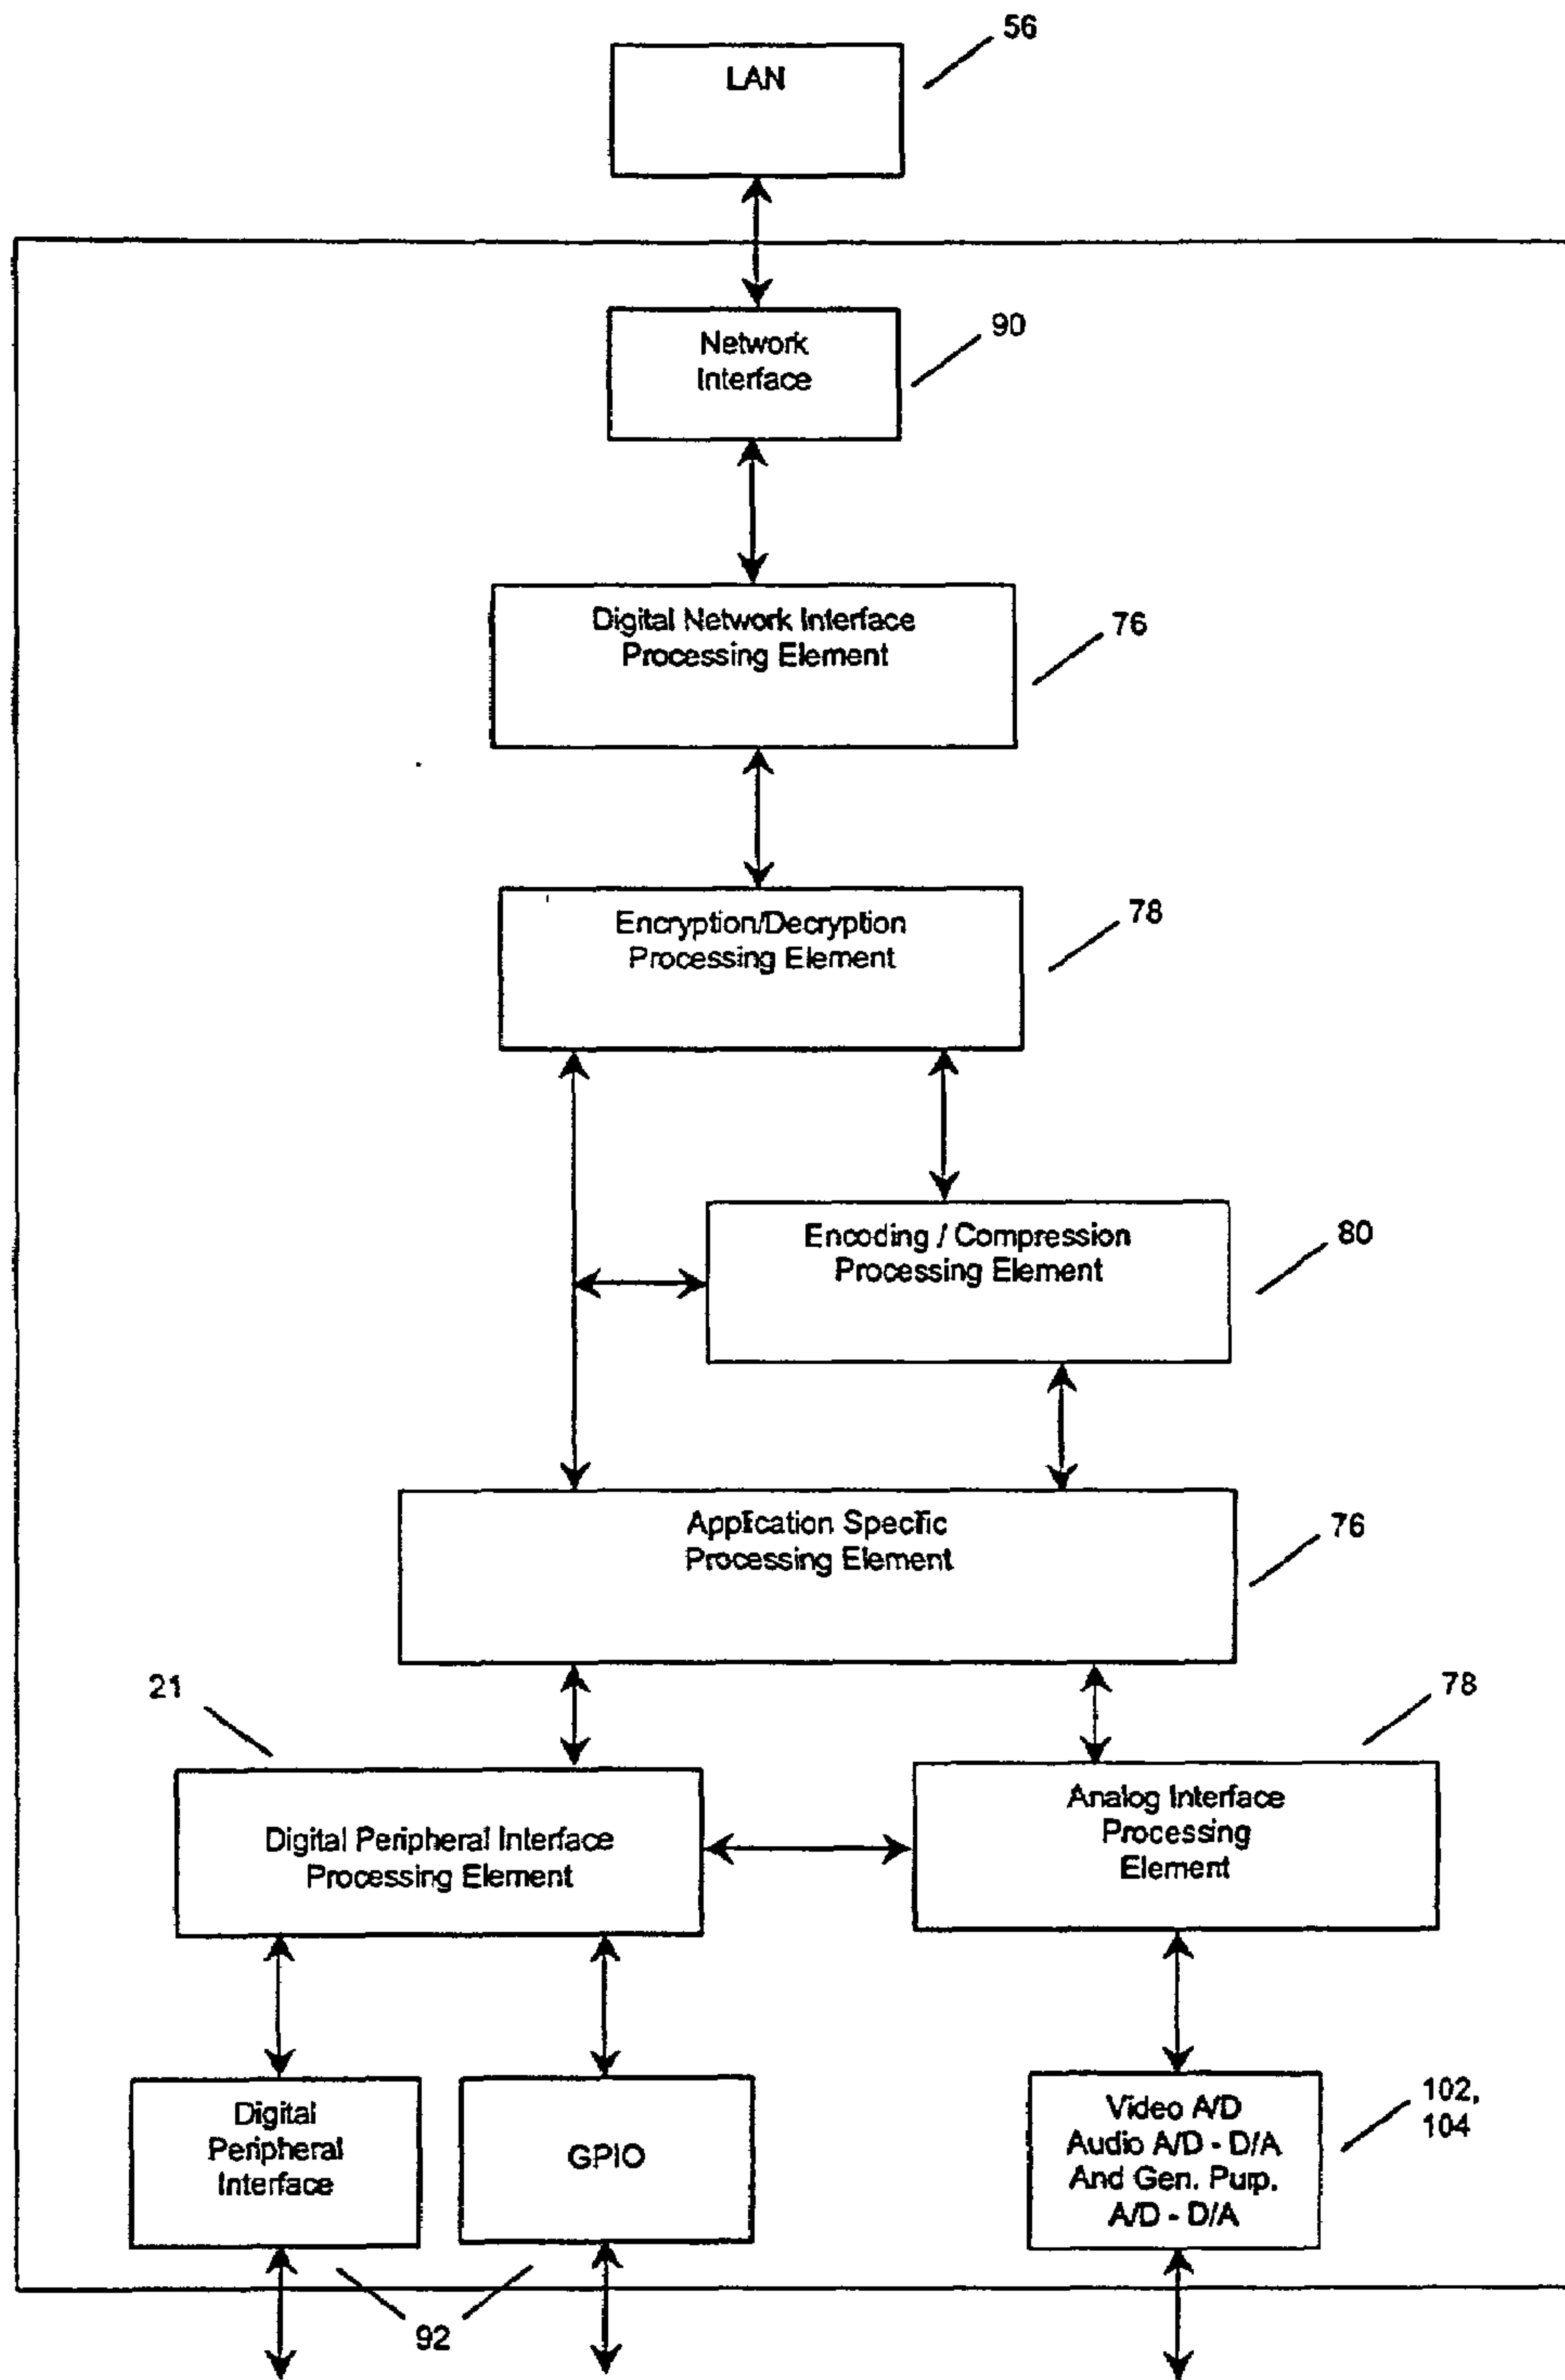 56
LAN
90
Network
Interface
76
Digital Network Interface
Processing Element
78
Encryption/Decryption
Processing Element
80
Encoding / Compression
Processing Element
76
Application Specific
Processing Element
21
78
Digital Peripheral Interface
Processing Element
Analog Interface
Processing
Element
Digital
Peripheral
Interface
GPIO
Video A/D
Audio A/D - D/A
And Gen. Purp.
A/D - D/A
102,
104
92